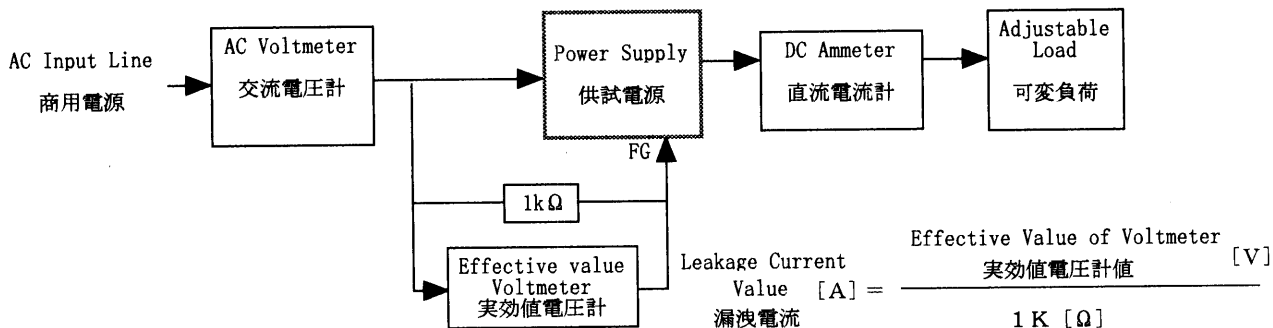 AC Input Line
商用電源
AC Voltmeter
交流電圧計
Power Supply
供試電源
DC Ammeter
直流電流計
Adjustable
Load
可変負荷
FG
1kΩ
Effective value
Voltmeter
実効値電圧計
Leakage Current
Value [A] =
漏洩電流
Effective Value of Voltmeter [V]
実効値電圧計値
1K [Ω]